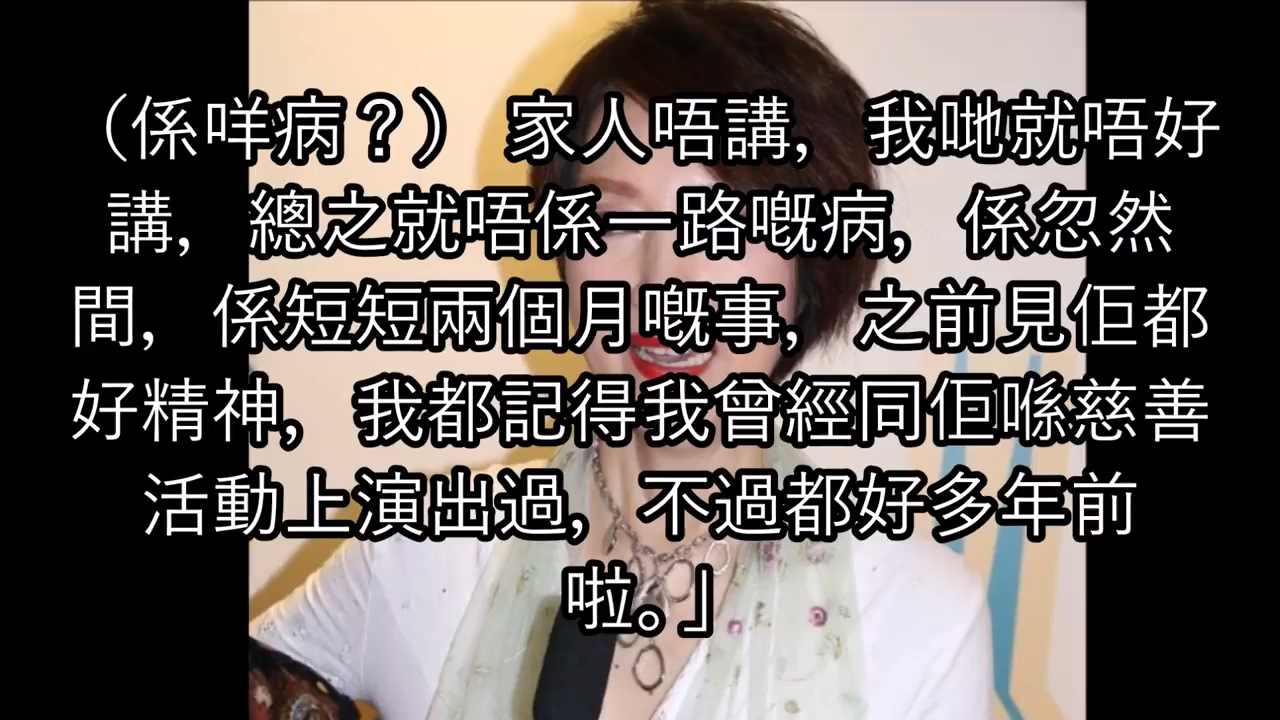 （係咩病？） 家人唔講, 我哋就唔好
講, 總之就唔係一路嘅病, 係忽然
間, 係短短兩個月嘅事, 之前見佢都
好精神, 我都記得我曾經同佢喺慈善
活動上演出過, 不過都好多年前
啦。」